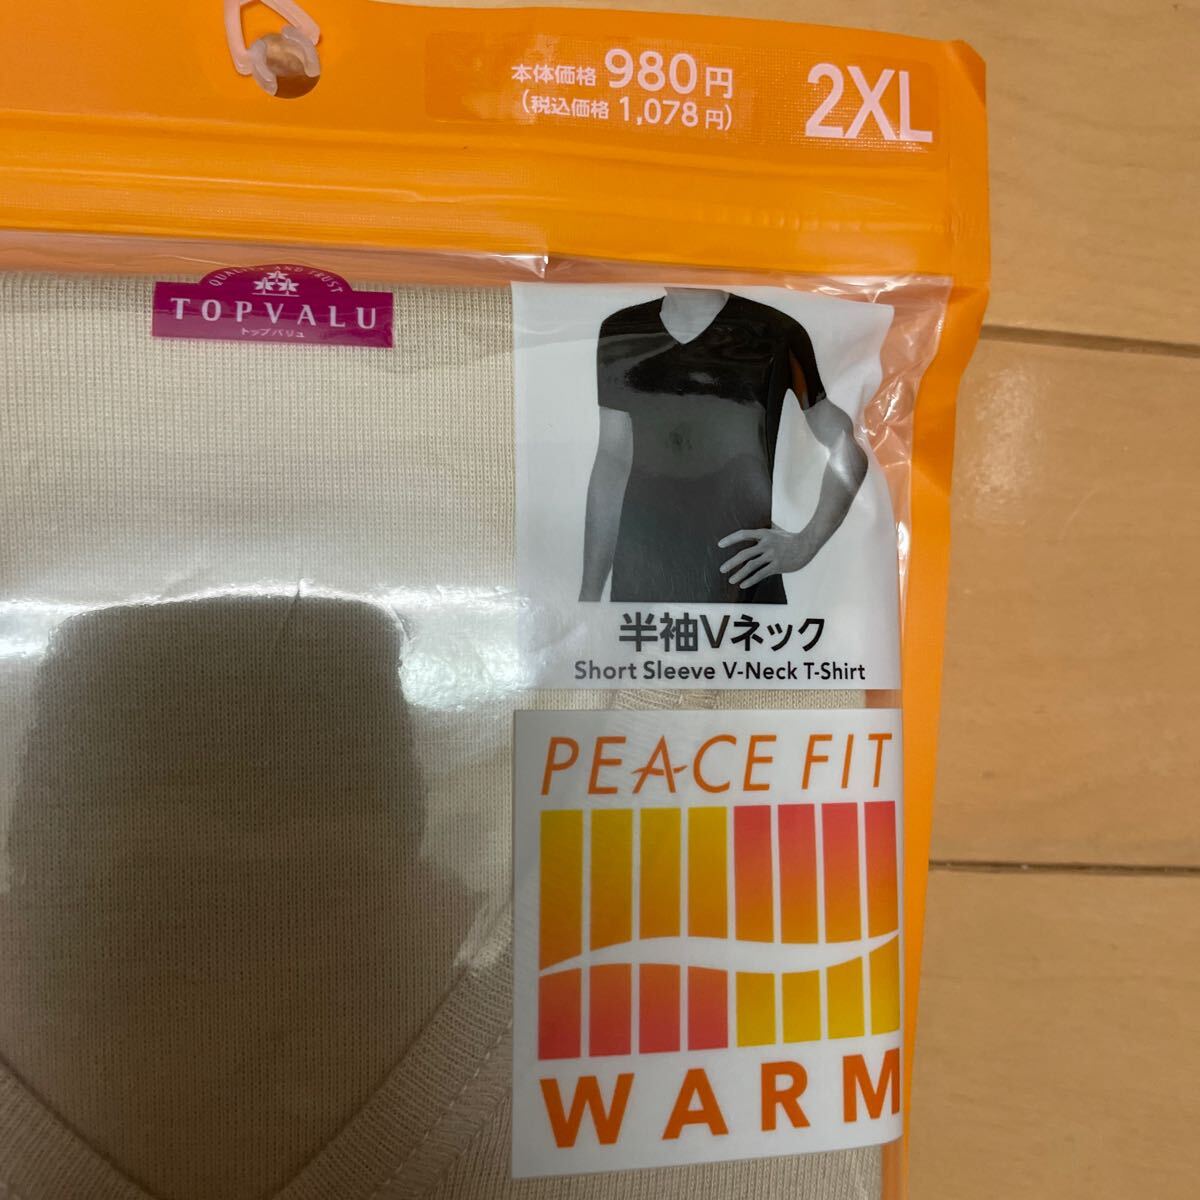 本体価格 980円
(税込価格 1,078円)
2XL
QUALITY AND TRUST
TOPVALU
トップバリュ
半袖Vネック
Short Sleeve V-Neck T-Shirt
PEACE FIT
WARM